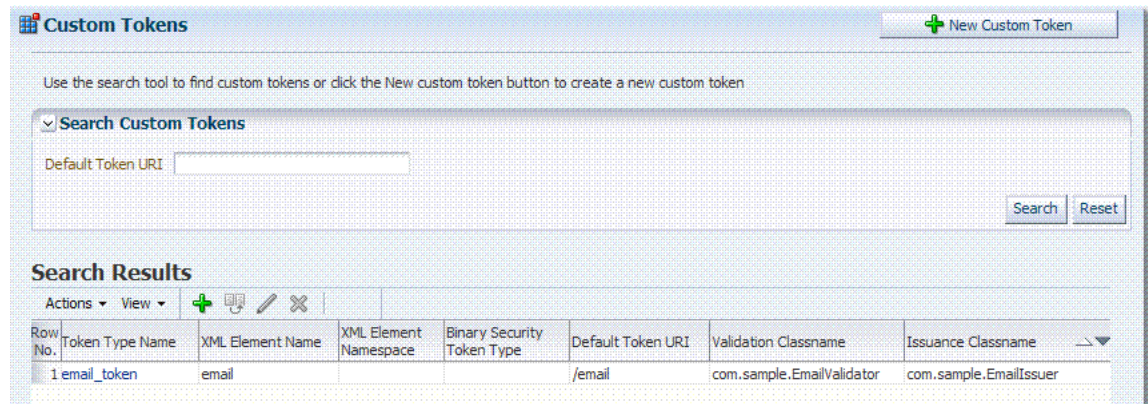 Custom Tokens
New Custom Token
Use the search tool to find custom tokens or click the New custom token button to create a new custom token
Search Custom Tokens
Default Token URI
Search Reset
Search Results
Actions View
Row No. Token Type Name XML Element Name XML Element Namespace Binary Security Token Type Default Token URI Validation Classname Issuance Classname
1 email_token email /email com.sample.EmailValidator com.sample.EmailIssuer